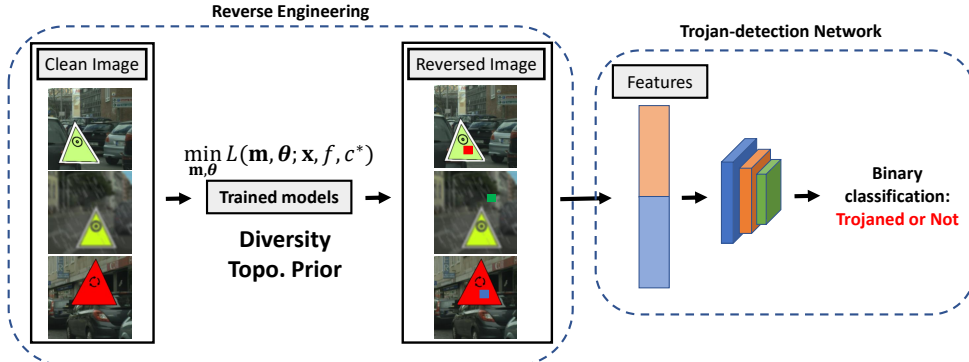 Reverse Engineering
Trojan-detection Network
Clean Image
Reversed Image
Features
min L(m, θ; x, f, c*)
m,θ
Trained models
Diversity
Topo. Prior
Binary
classification:
Trojaned or Not